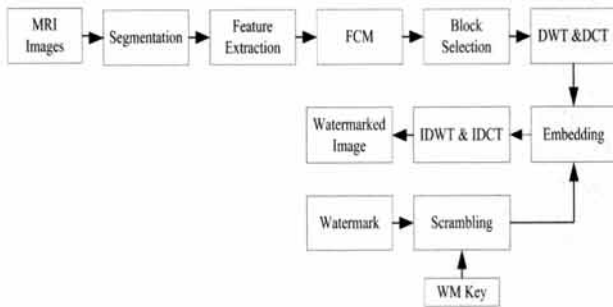 MRI
Images
Segmentation
Feature
Extraction
FCM
Block
Selection
DWT &DCT
Watermarked
Image
IDWT & IDCT
Embedding
Watermark
Scrambling
WM Key